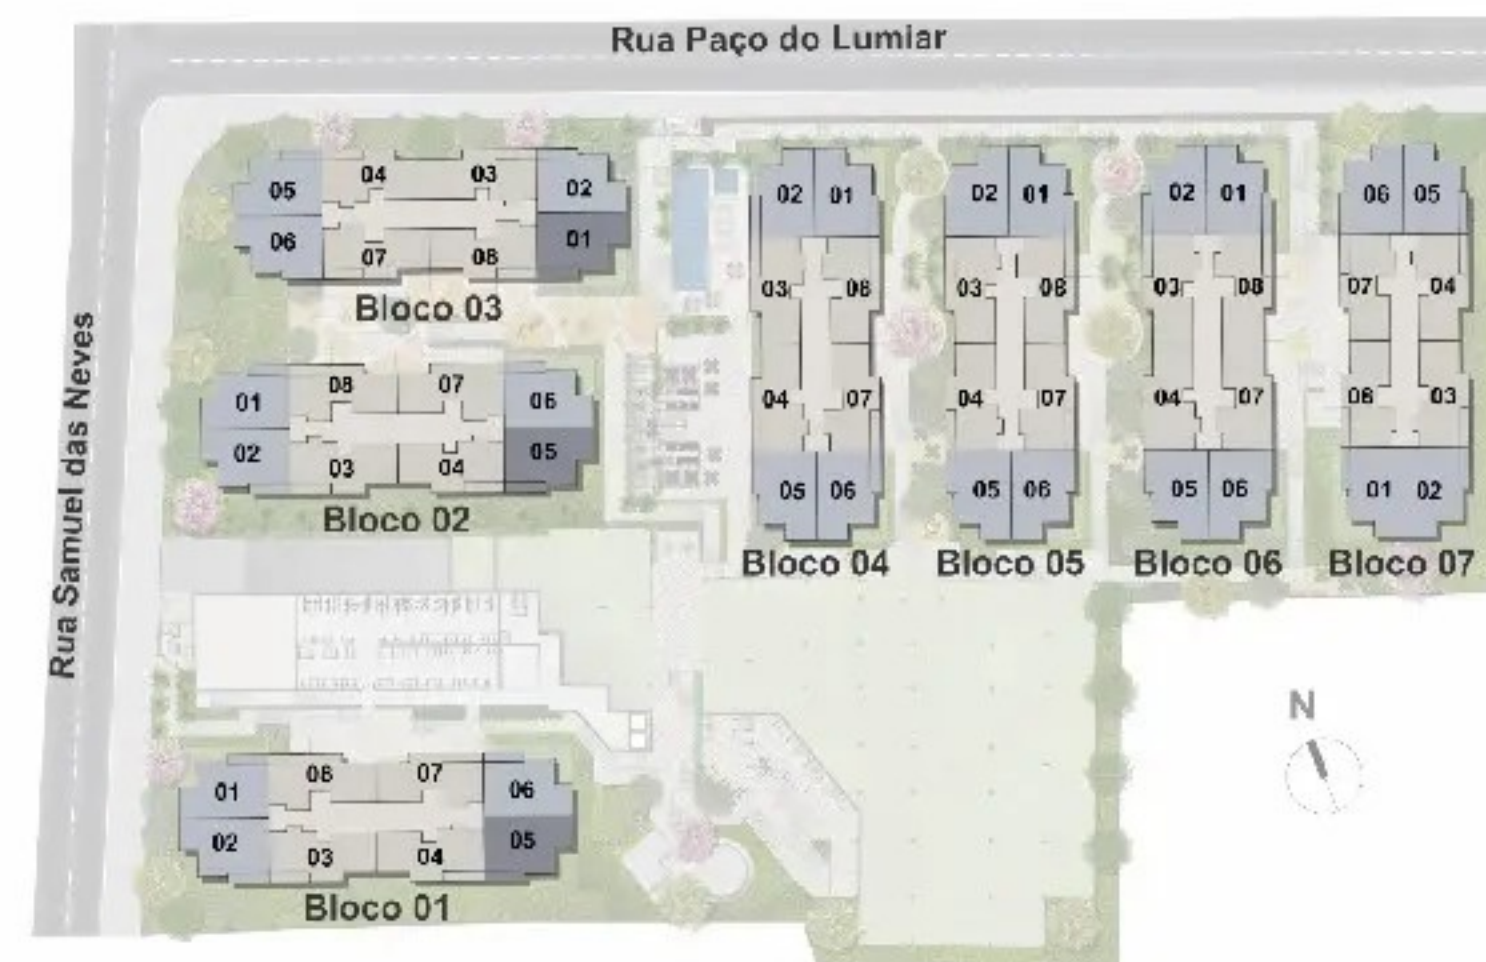 Rua Paço do Lumiar
Rua Samuel das Neves
05 04 03 02
06 07 08 01
Bloco 03
01 08 07 06
02 03 04 05
Bloco 02
01 08 07 06
02 03 04 05
Bloco 01
02 01
03 08
04 07
05 06
Bloco 04
02 01
03 08
04 07
05 06
Bloco 05
02 01
03 08
04 07
05 06
Bloco 06
06 05
07 04
08 03
01 02
Bloco 07
N